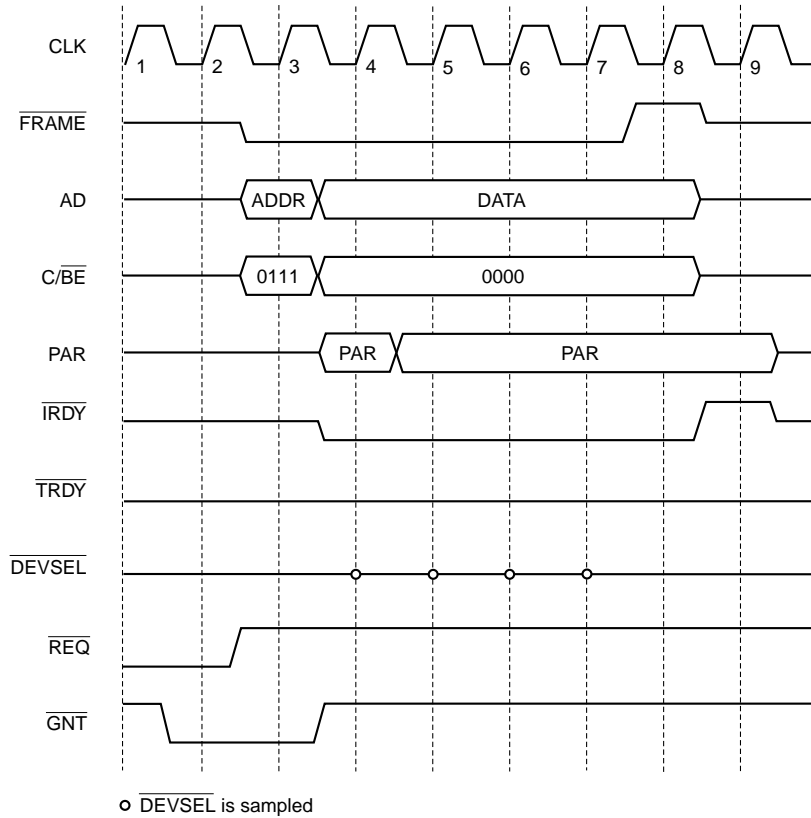 CLK
1 2 3 4 5 6 7 8 9
FRAME
AD
ADDR DATA
C/BE
0111 0000
PAR
PAR PAR
IRDY
TRDY
DEVSEL
REQ
GNT
DEVSEL is sampled